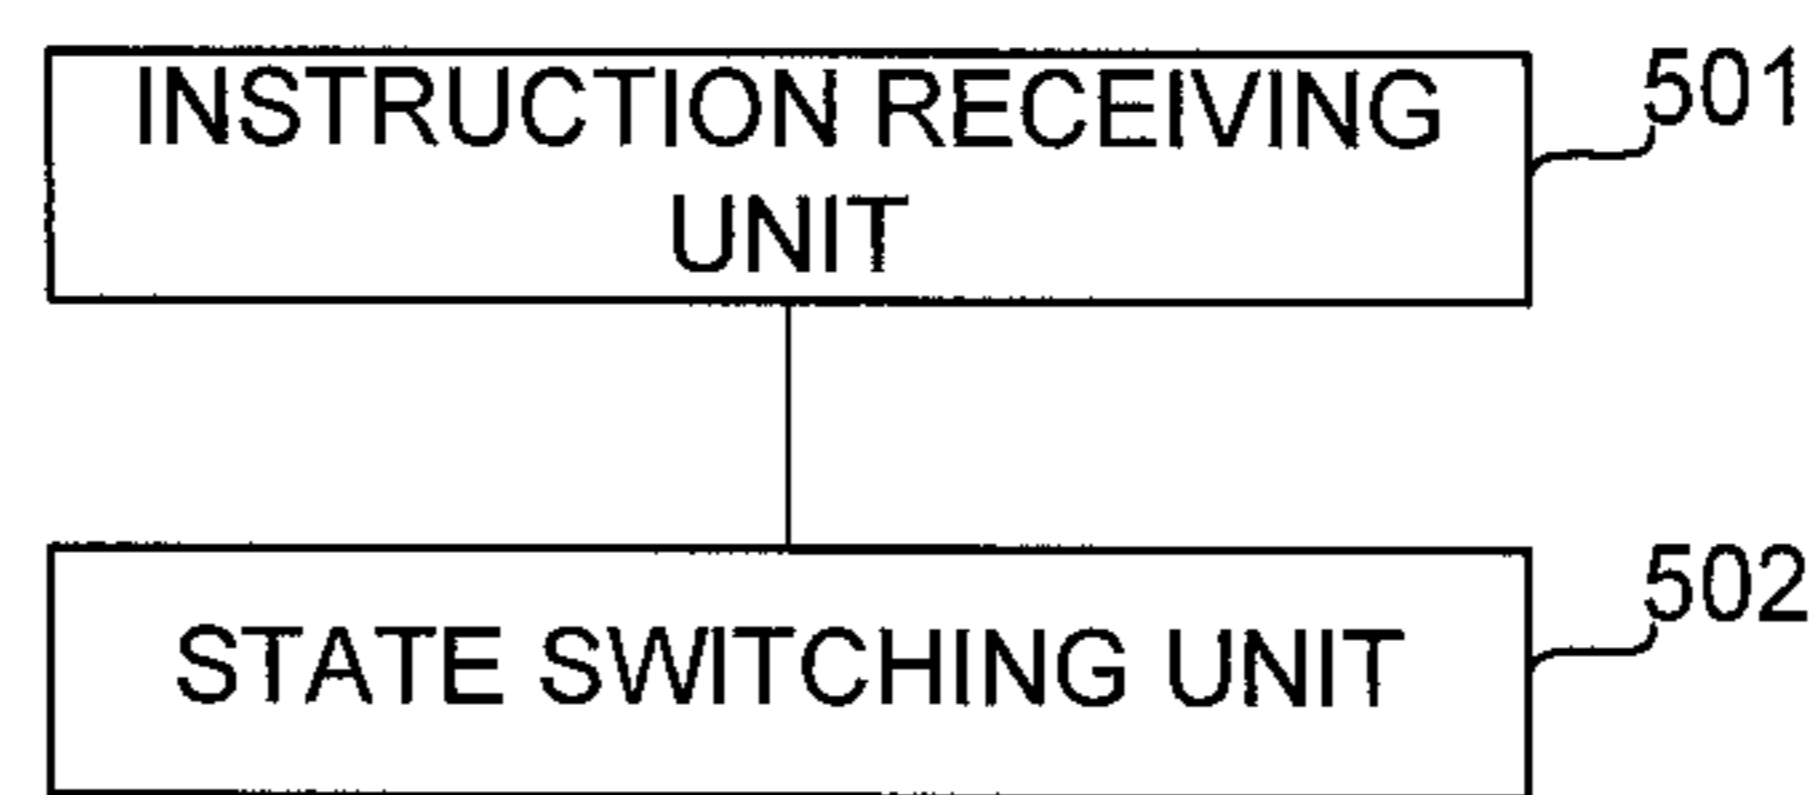 INSTRUCTION RECEIVING
UNIT
501
STATE SWITCHING UNIT
502